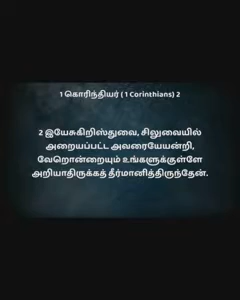 1 கொரிந்தியர் ( 1 Corinthians) 2
2 இயேசுகிறிஸ்துவை, சிலுவையில்
அறையப்பட்ட அவரையேயன்றி,
வேறொன்றையும் உங்களுக்குள்ளே
அறியாதிருக்கத் தீர்மானித்திருந்தேன்.